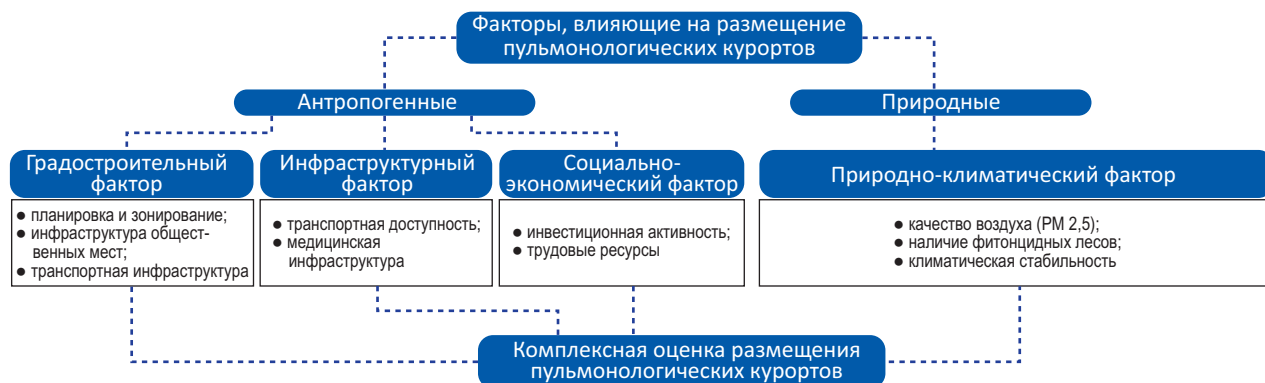 Факторы, влияющие на размещение
пульмонологических курортов
Антропогенные
Природные
Градостроительный
фактор
● планировка и зонирование;
● инфраструктура общест-
венных мест;
● транспортная инфраструктура
Инфраструктурный
фактор
● транспортная доступность;
● медицинская
инфраструктура
Социально-
экономический фактор
● инвестиционная активность;
● трудовые ресурсы
Природно-климатический фактор
● качество воздуха (PM 2,5);
● наличие фитонцидных лесов;
● климатическая стабильность
Комплексная оценка размещения
пульмонологических курортов